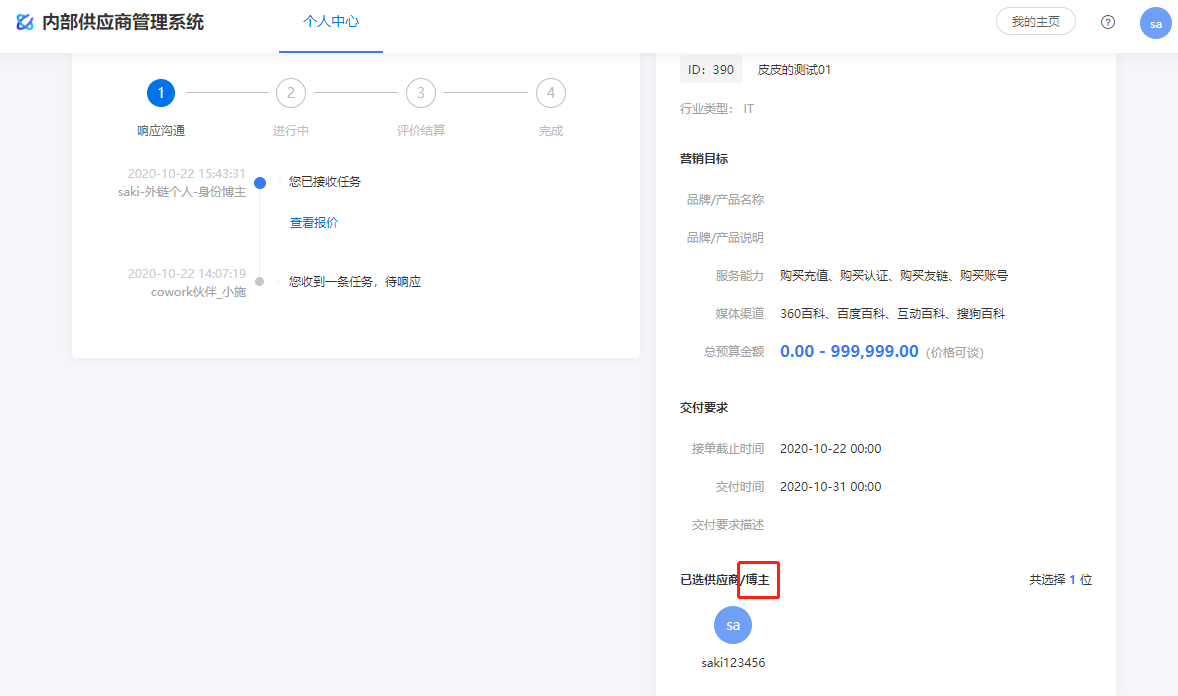 内部供应商管理系统
个人中心
我的主页
?
sa
1
2
3
4
响应沟通
进行中
评价结算
完成
2020-10-22 15:43:31
saki-外链个人-身份博主
您已接收任务
查看报价
2020-10-22 14:07:19
cowork伙伴_小施
您收到一条任务，待响应
ID：390 皮皮的测试01
行业类型： IT
营销目标
品牌/产品名称
品牌/产品说明
服务能力 购买充值、购买认证、购买友链、购买账号
媒体渠道 360百科、百度百科、互动百科、搜狗百科
总预算金额 0.00 - 999,999.00 (价格可谈)
交付要求
接单截止时间 2020-10-22 00:00
交付时间 2020-10-31 00:00
交付要求描述
已选供应商/博主 共选择 1 位
sa
saki123456